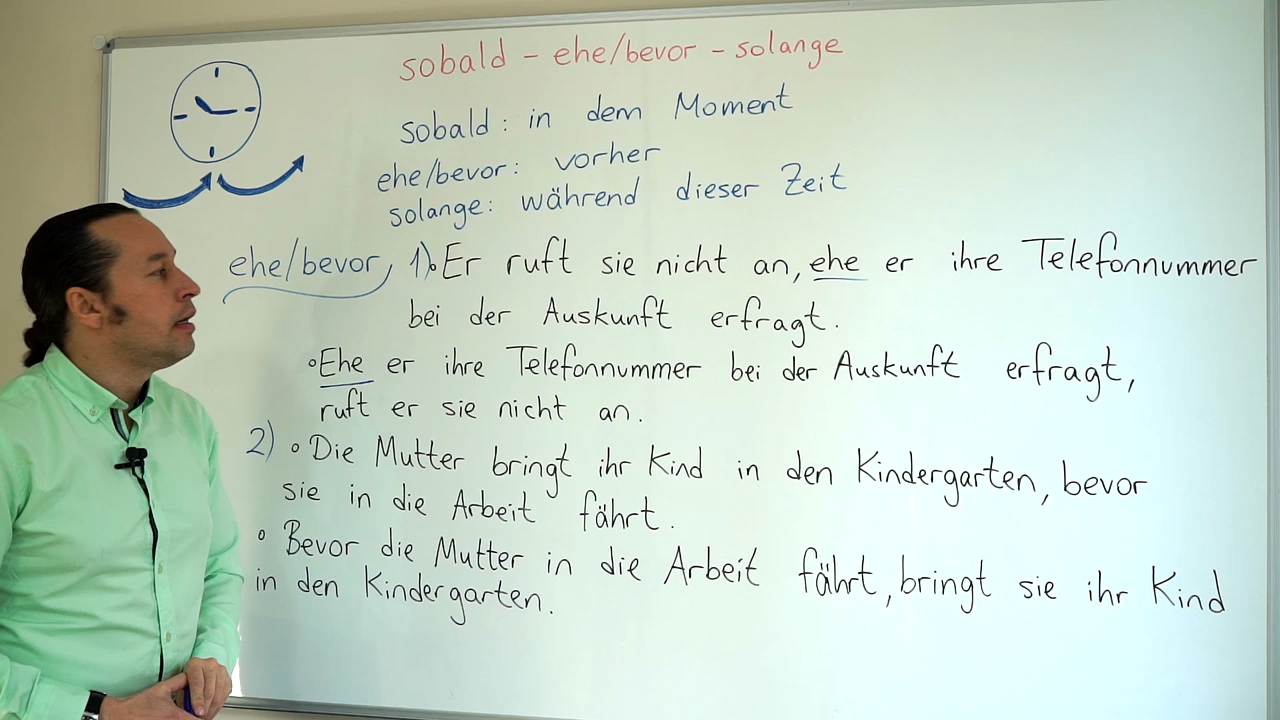 sobald - ehe/bevor - solange
sobald: in dem Moment
ehe/bevor: vorher
solange: während dieser Zeit
ehe/bevor, 1) Er ruft sie nicht an, ehe er ihre Telefonnummer
bei der Auskunft erfragt.
Ehe er ihre Telefonnummer bei der Auskunft erfragt,
ruft er sie nicht an.
2) Die Mutter bringt ihr Kind in den Kindergarten, bevor
sie in die Arbeit fährt.
Bevor die Mutter in die Arbeit fährt, bringt sie ihr Kind
in den Kindergarten.